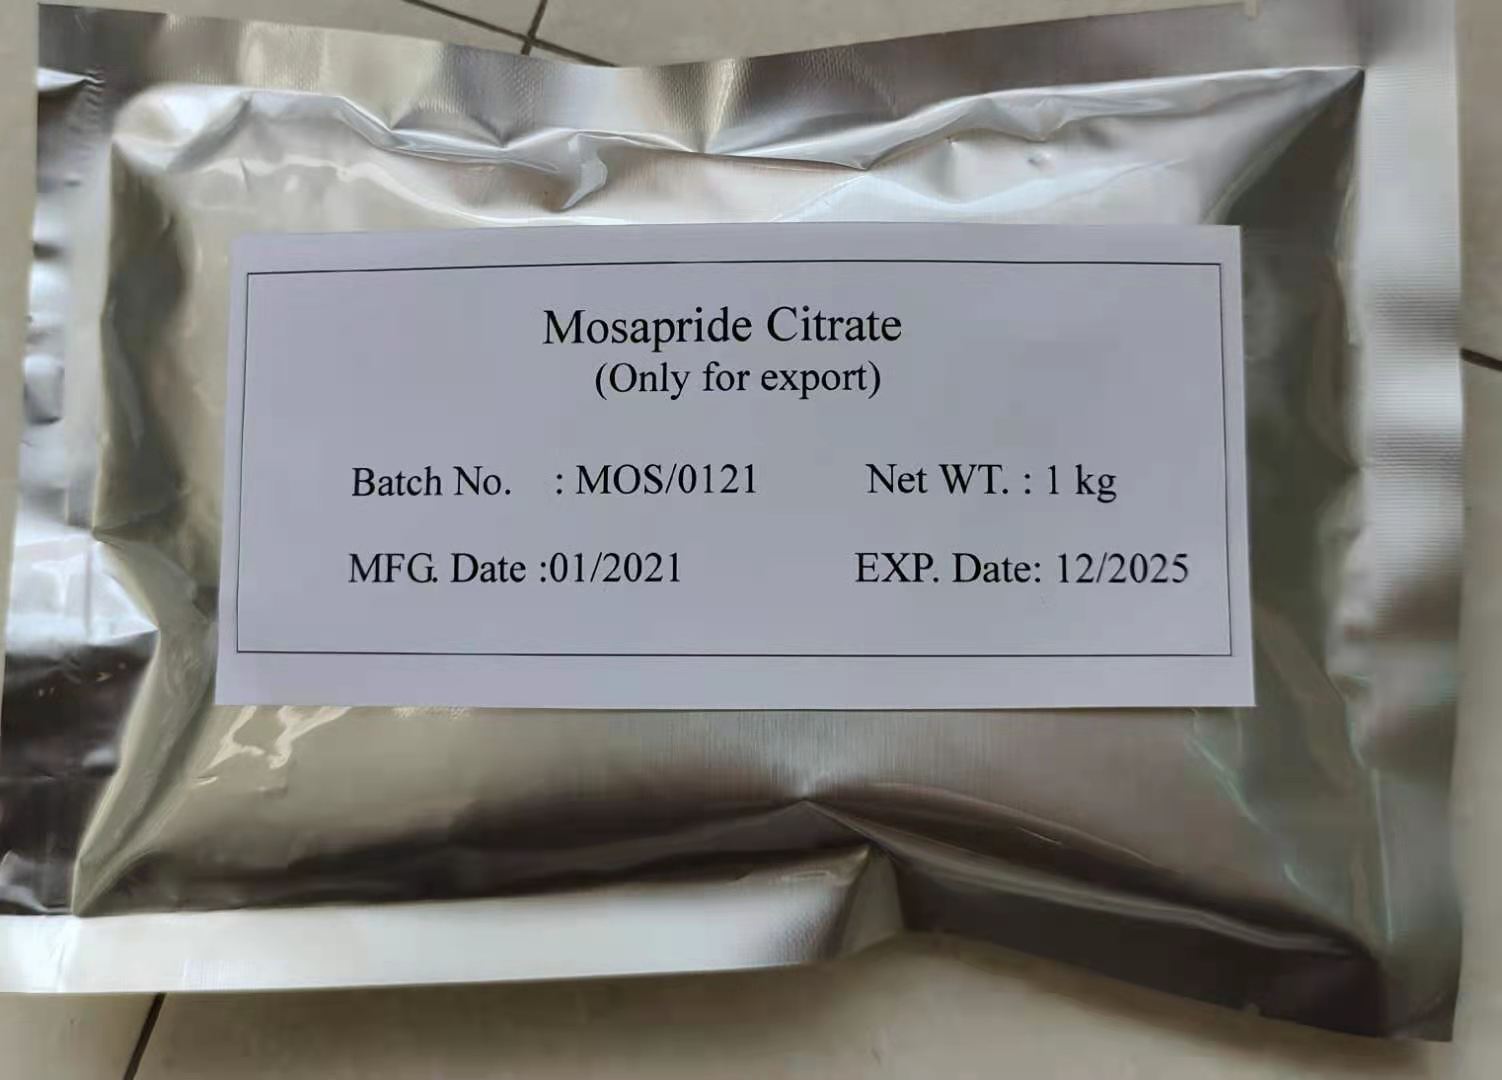 Mosapride Citrate
(Only for export)
Batch No. : MOS/0121 Net WT. : 1 kg
MFG. Date :01/2021 EXP. Date: 12/2025